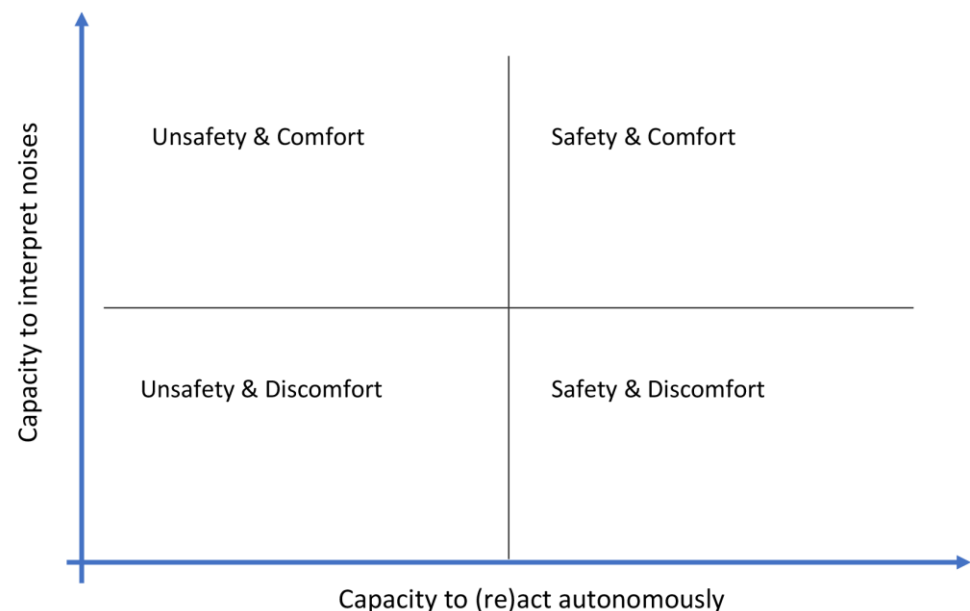 Capacity to interpret noises
Unsafety & Comfort
Safety & Comfort
Unsafety & Discomfort
Safety & Discomfort
Capacity to (re)act autonomously